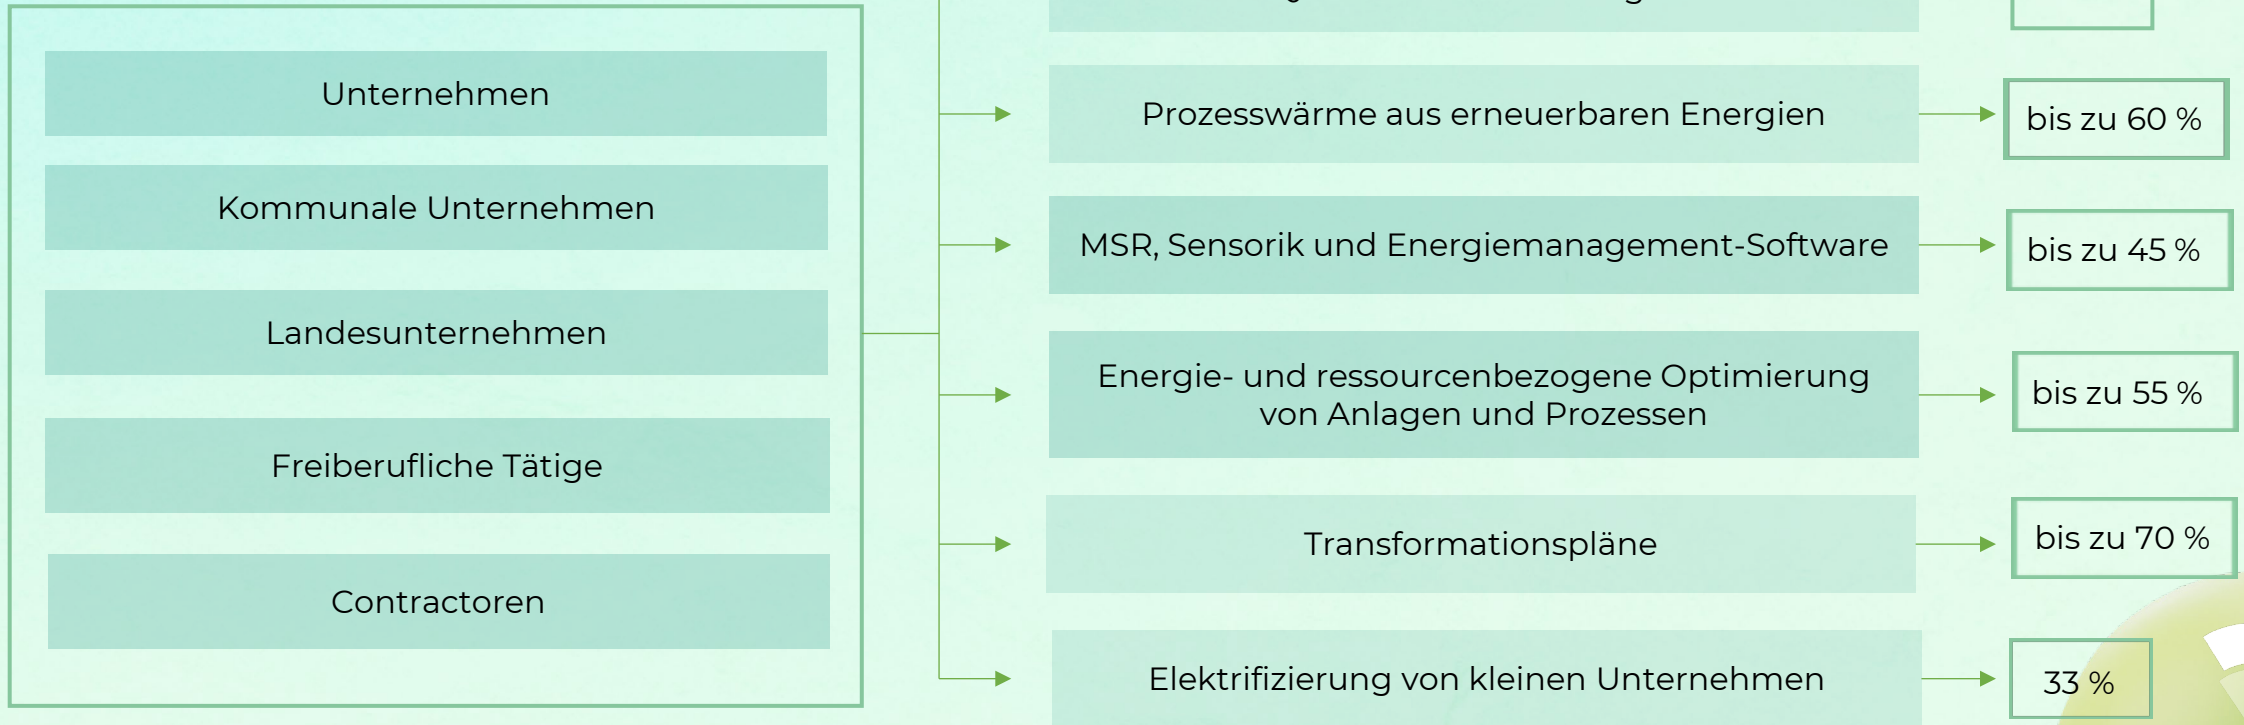 Unternehmen
Kommunale Unternehmen
Landesunternehmen
Freiberufliche Tätige
Contractoren
Prozesswärme aus erneuerbaren Energien
bis zu 60 %
MSR, Sensorik und Energiemanagement-Software
bis zu 45 %
Energie- und ressourcenbezogene Optimierung
von Anlagen und Prozessen
bis zu 55 %
Transformationspläne
bis zu 70 %
Elektrifizierung von kleinen Unternehmen
33 %